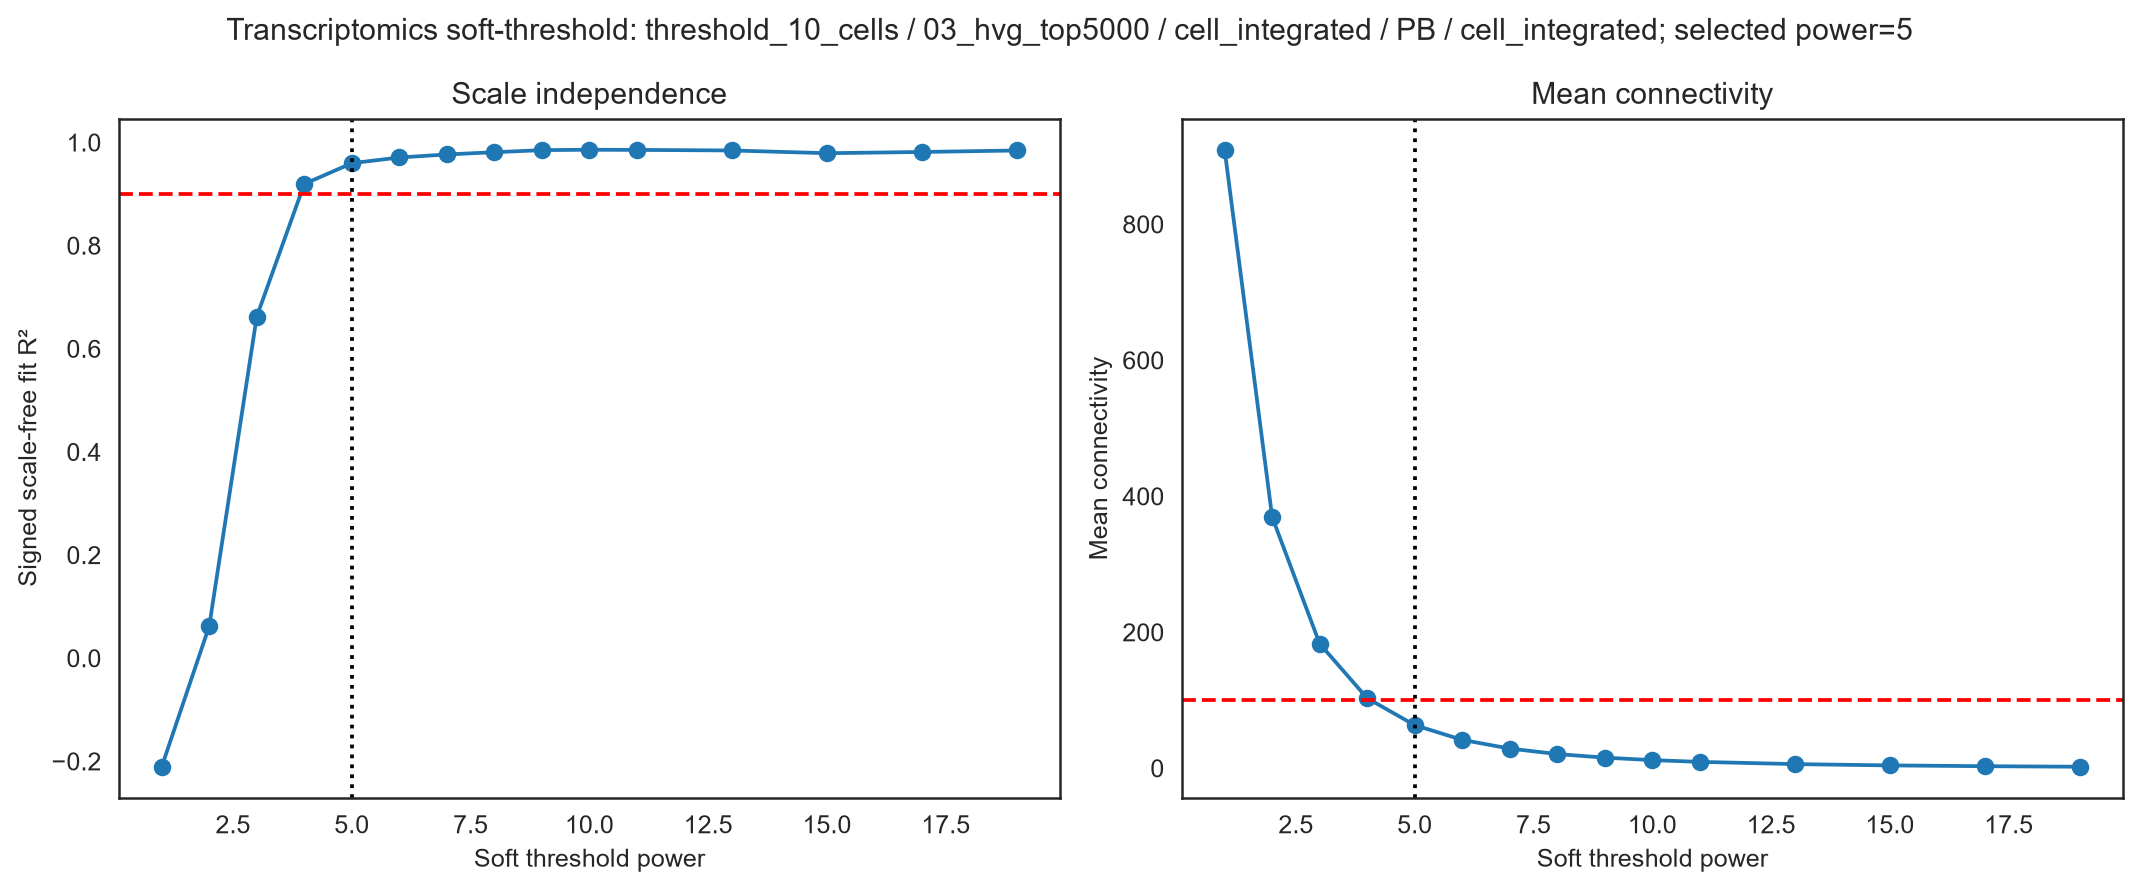 Transcriptomics soft-threshold: threshold_10_cells / 03_hvg_top5000 / cell_integrated / PB / cell_integrated; selected power=5
Scale independence
Signed scale-free fit R²
1.0
0.8
0.6
0.4
0.2
0.0
−0.2
2.5 5.0 7.5 10.0 12.5 15.0 17.5
Soft threshold power
Mean connectivity
Mean connectivity
800
600
400
200
0
2.5 5.0 7.5 10.0 12.5 15.0 17.5
Soft threshold power